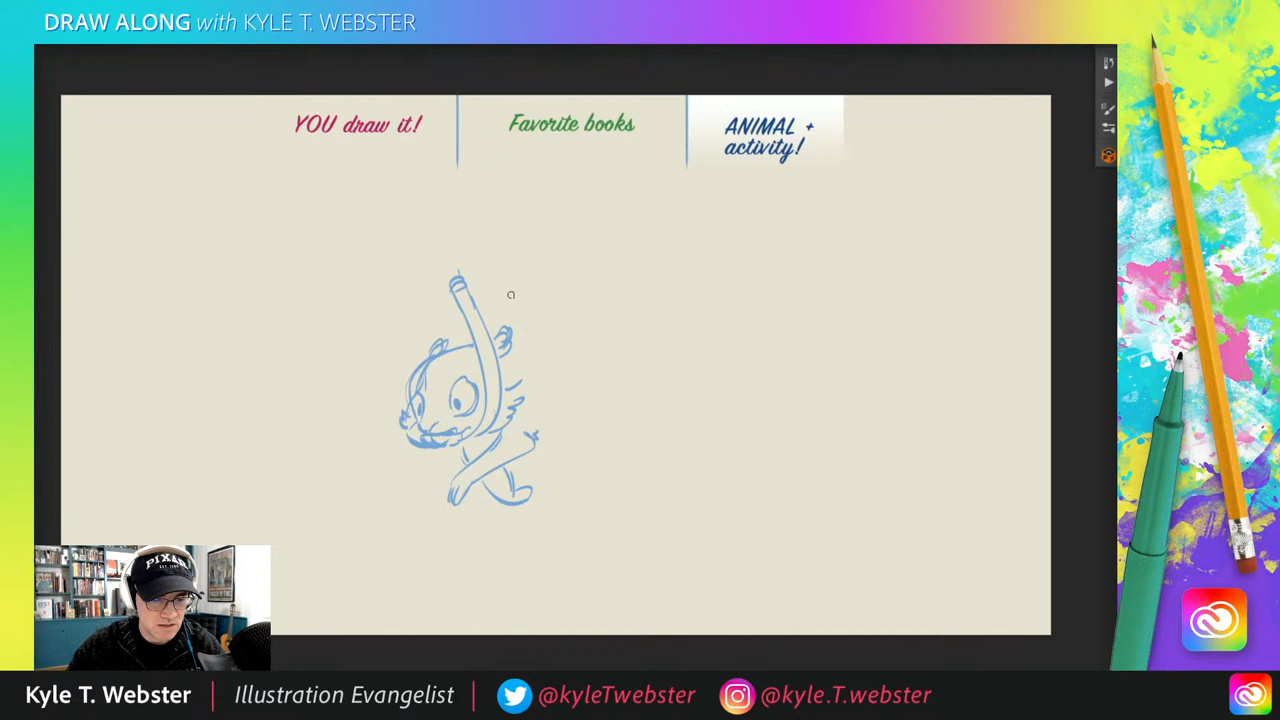 DRAW ALONG with KYLE T. WEBSTER
YOU draw it!
Favorite books
ANIMAL +
activity!
PIXAR
Kyle T. Webster | Illustration Evangelist @kyleTwebster @kyle.T.webster